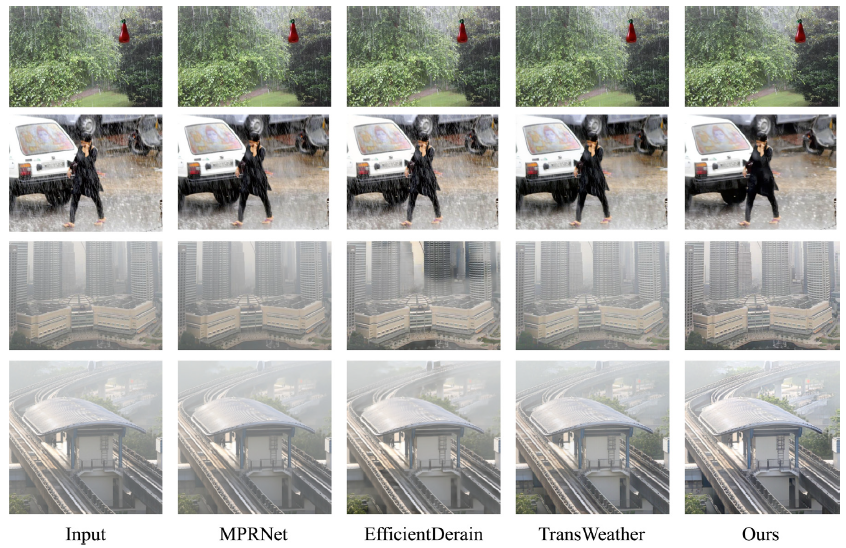 Input
MPRNet
EfficientDerain
TransWeather
Ours